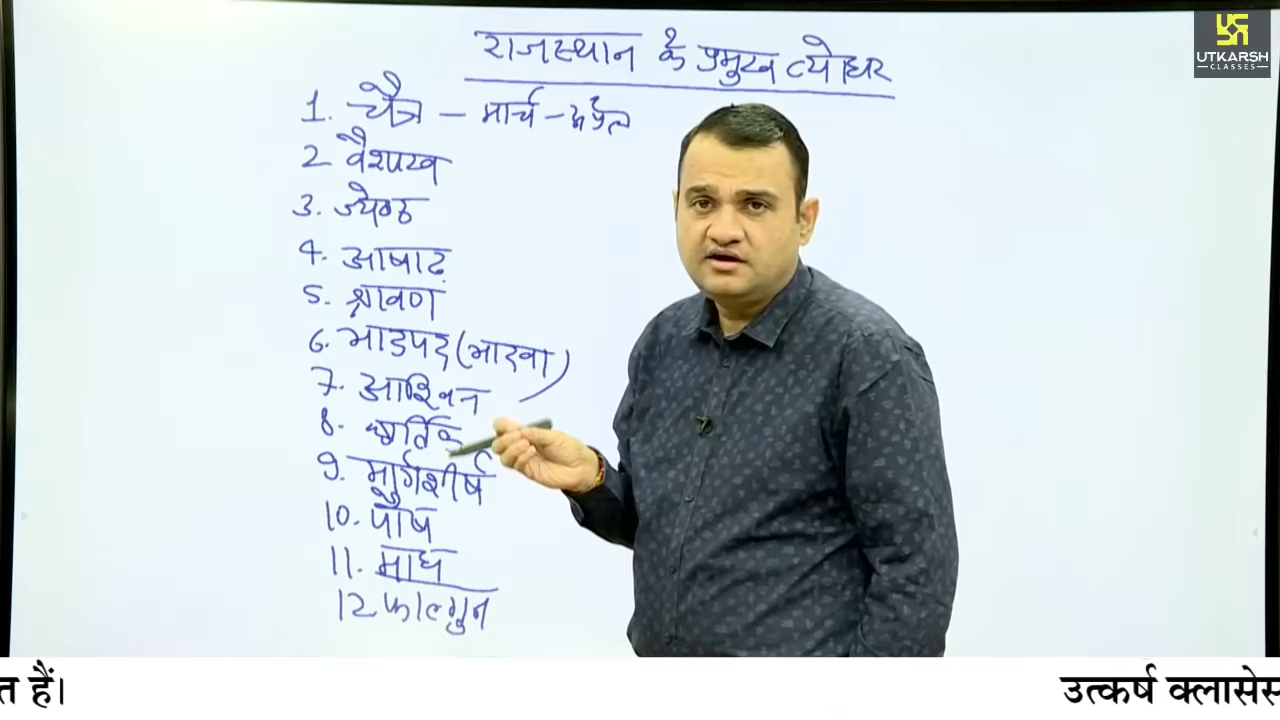 राजस्थान के प्रमुख त्योहार
UTKARSH
CLASSES
1. चैत्र - मार्च - अप्रैल
2 वैशाख
3. ज्येष्ठ
4. आषाढ़
5. श्रावण
6. भाद्रपद (भादवा)
7. आश्विन
8. कार्तिक
9. मार्गशीर्ष
10. पौष
11. माघ
12 फाल्गुन
त हैं।
उत्कर्ष क्लासेस